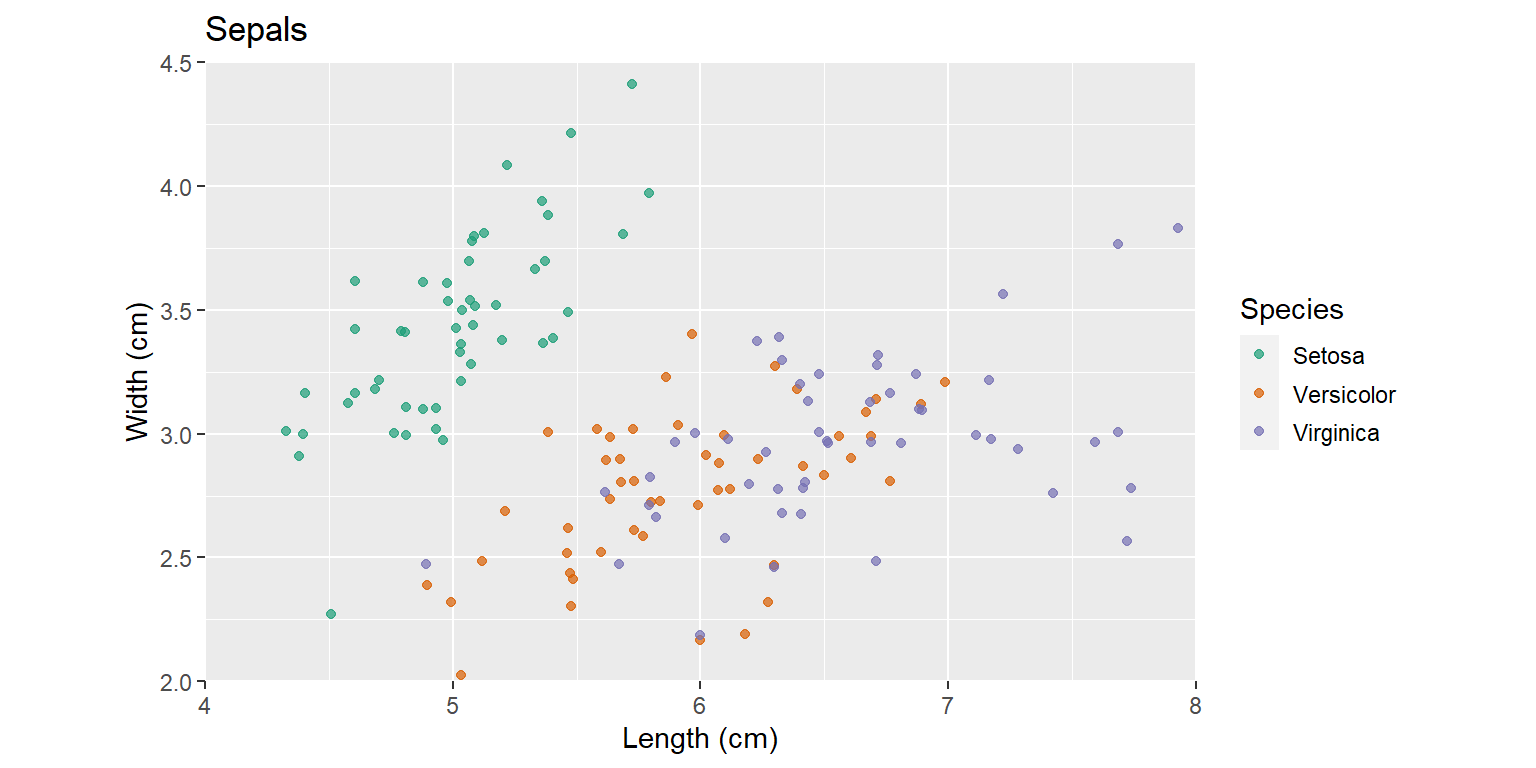 Sepals
4.5
4.0
3.5
3.0
2.5
2.0
Width (cm)
4 5 6 7 8
Length (cm)
Species
Setosa
Versicolor
Virginica